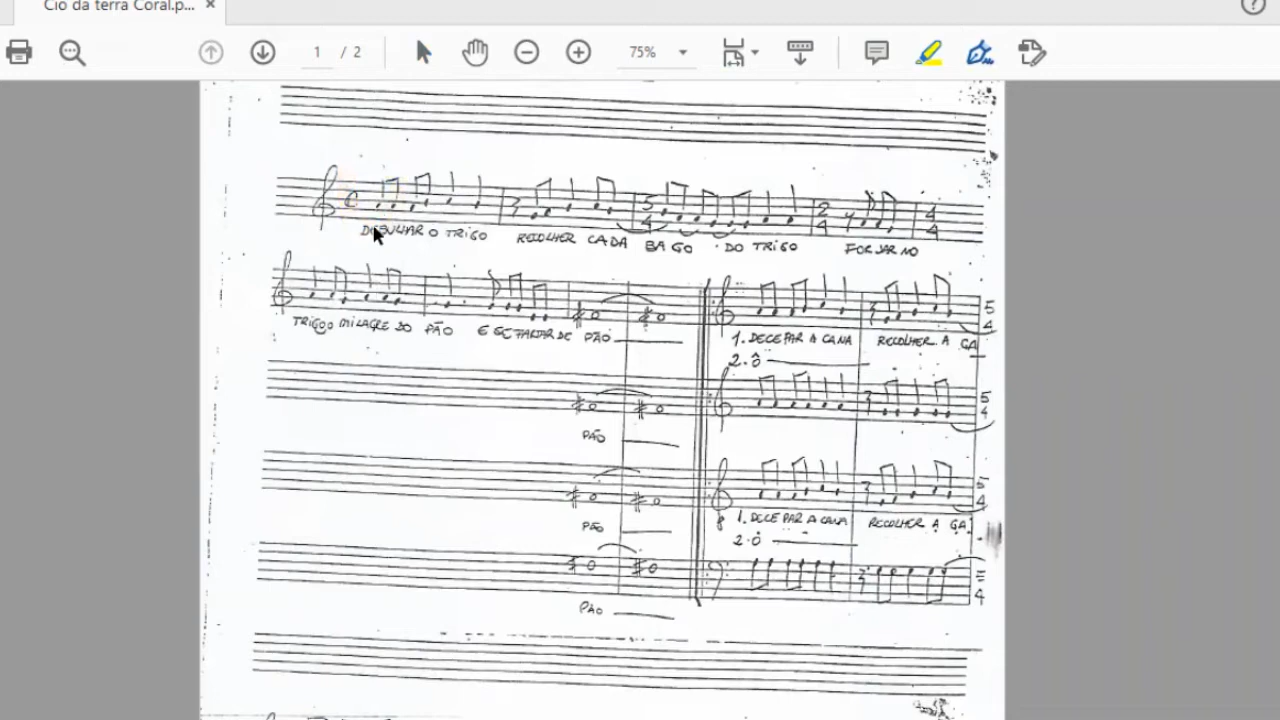 Cio da terra Coral.p... ×
1 / 2 75%
DEBULHAR O TRIGO RECOLHER CADA BAGO DO TRIGO FORJAR NO
TRIGO O MILAGRE DO PÃO E SE FARTAR DE PÃO
1. DECEPAR A CANA RECOLHER A GA
2. Ô
PÃO
1. DECEPAR A CANA RECOLHER A GA
PÃO
2. Ô
PÃO